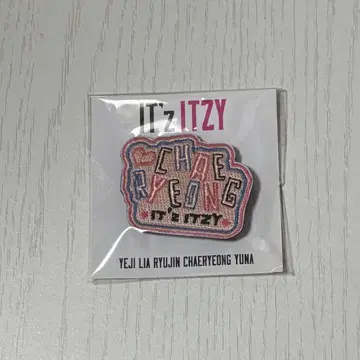 IT'z ITZY
CHAE
RYEONG
IT'z ITZY
YEJI LIA RYUJIN CHAERYEONG YUNA